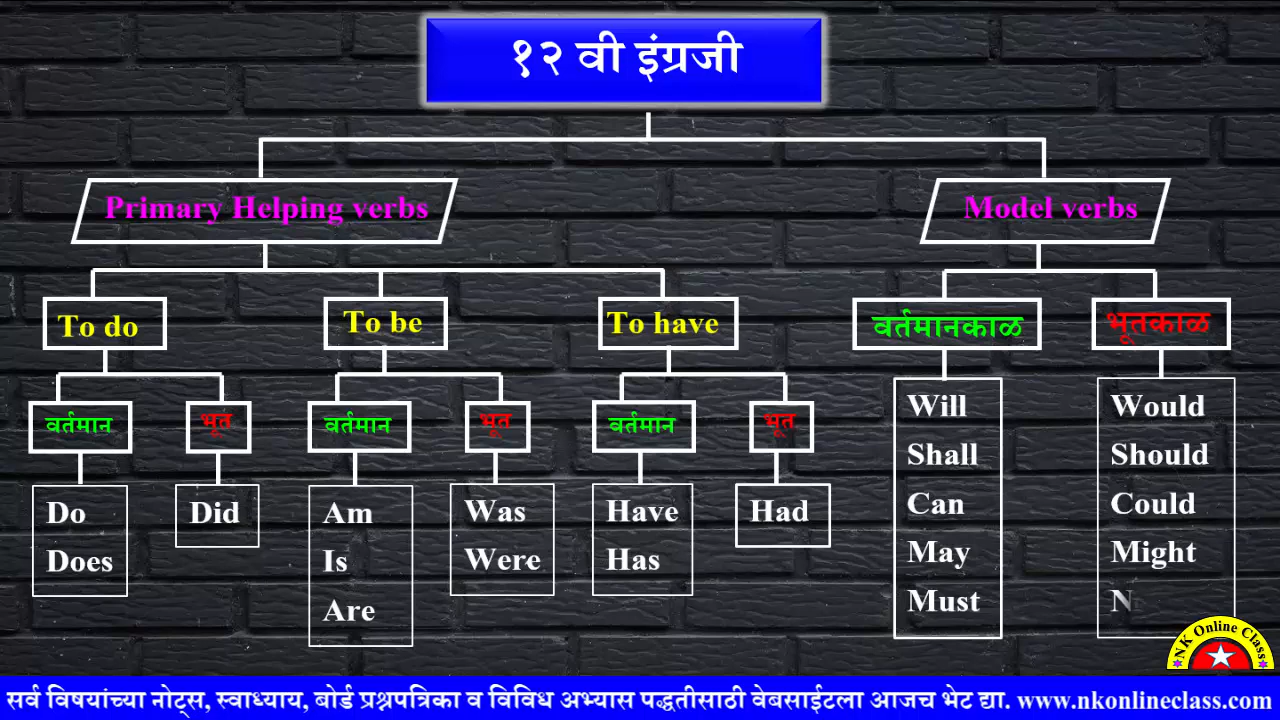 १२ वी इंग्रजी
Primary Helping verbs
Model verbs
To do
To be
To have
वर्तमानकाळ
भूतकाळ
वर्तमान
भूत
वर्तमान
भूत
वर्तमान
भूत
Do
Does
Did
Am
Is
Are
Was
Were
Have
Has
Had
Will
Shall
Can
May
Must
Would
Should
Could
Might
NK Online Class
सर्व विषयांच्या नोट्स, स्वाध्याय, बोर्ड प्रश्नपत्रिका व विविध अभ्यास पद्धतीसाठी वेबसाईटला आजच भेट द्या. www.nkonlineclass.com